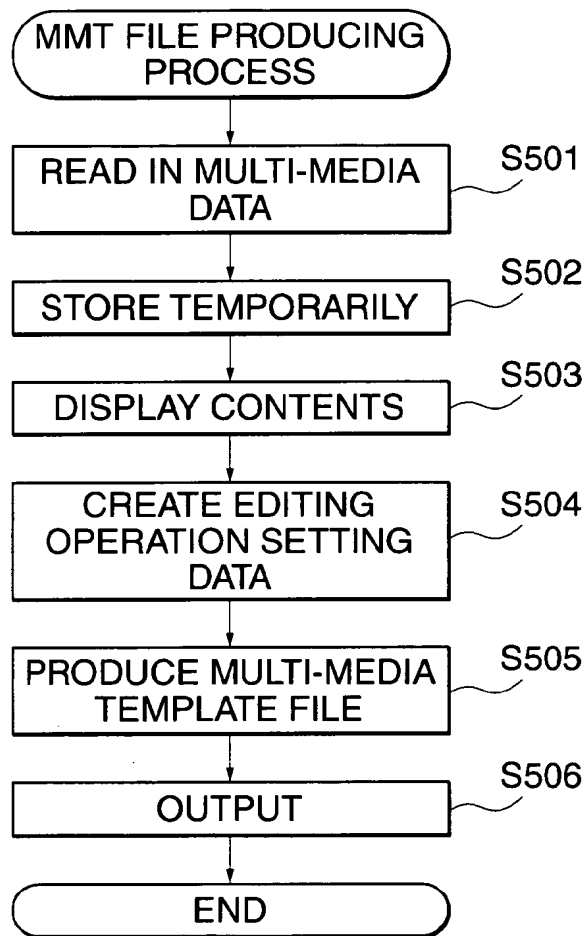 MMT FILE PRODUCING
PROCESS
READ IN MULTI-MEDIA
DATA
S501
STORE TEMPORARILY
S502
DISPLAY CONTENTS
S503
CREATE EDITING
OPERATION SETTING
DATA
S504
PRODUCE MULTI-MEDIA
TEMPLATE FILE
S505
OUTPUT
S506
END